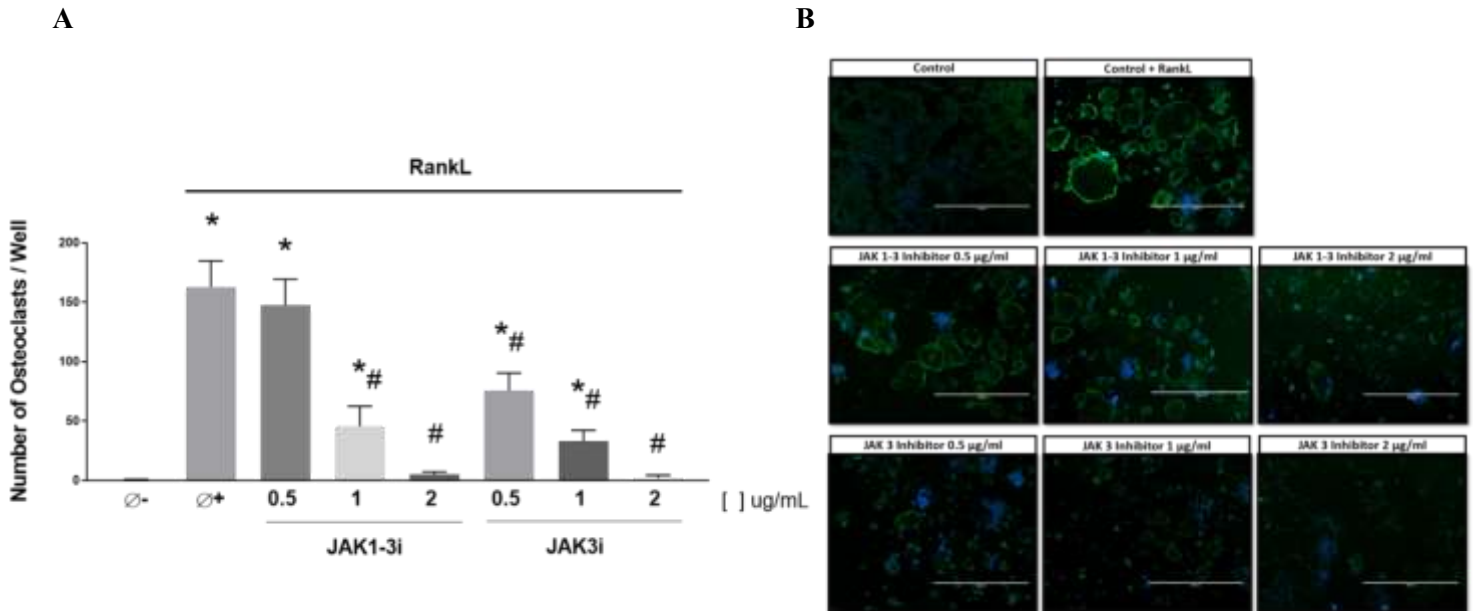 A
RankL
Number of Osteoclasts / Well
200
150
100
50
0
*
*
*#
#
*#
*#
#
∅- ∅+ 0.5 1 2 0.5 1 2 [ ] ug/mL
JAK1-3i JAK3i
B
Control Control + RankL
JAK 1-3 Inhibitor 0.5 µg/ml JAK 1-3 Inhibitor 1 µg/ml JAK 1-3 Inhibitor 2 µg/ml
JAK 3 Inhibitor 0.5 µg/ml JAK 3 Inhibitor 1 µg/ml JAK 3 Inhibitor 2 µg/ml